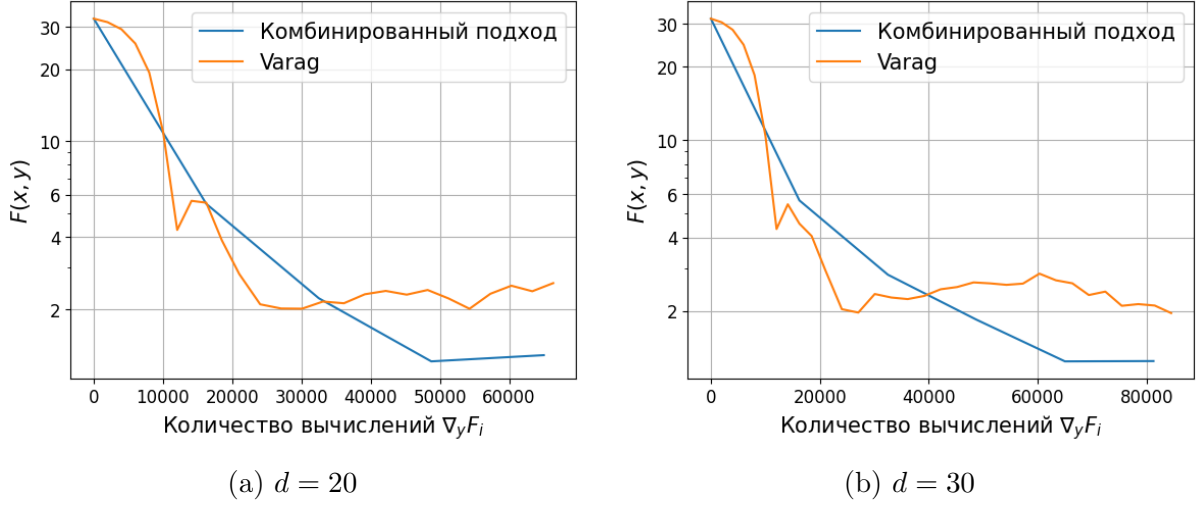 30
20
10
6
4
2
F(x, y)
Комбинированный подход
Varag
0 10000 20000 30000 40000 50000 60000
Количество вычислений ∇yFi
(a) d = 20
30
20
10
6
4
2
F(x, y)
Комбинированный подход
Varag
0 20000 40000 60000 80000
Количество вычислений ∇yFi
(b) d = 30